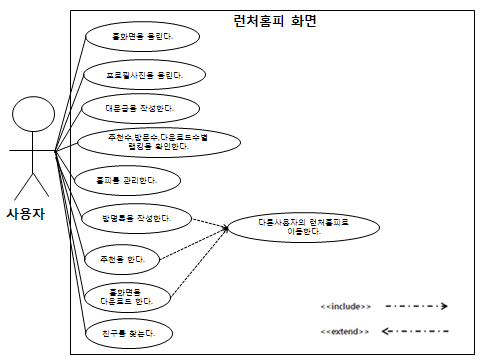 런처홈피 화면
홈화면을 올린다.
프로필사진을 올린다.
대문글을 작성한다.
추천수,방문수,다운로드수별
랭킹을 확인한다.
홈피를 관리한다.
방명록을 작성한다.
다른사용자의 런처홈피로
이동한다.
추천을 한다.
홈화면을
다운로드 한다.
친구를 찾는다.
사용자
<<include>>
<<extend>>